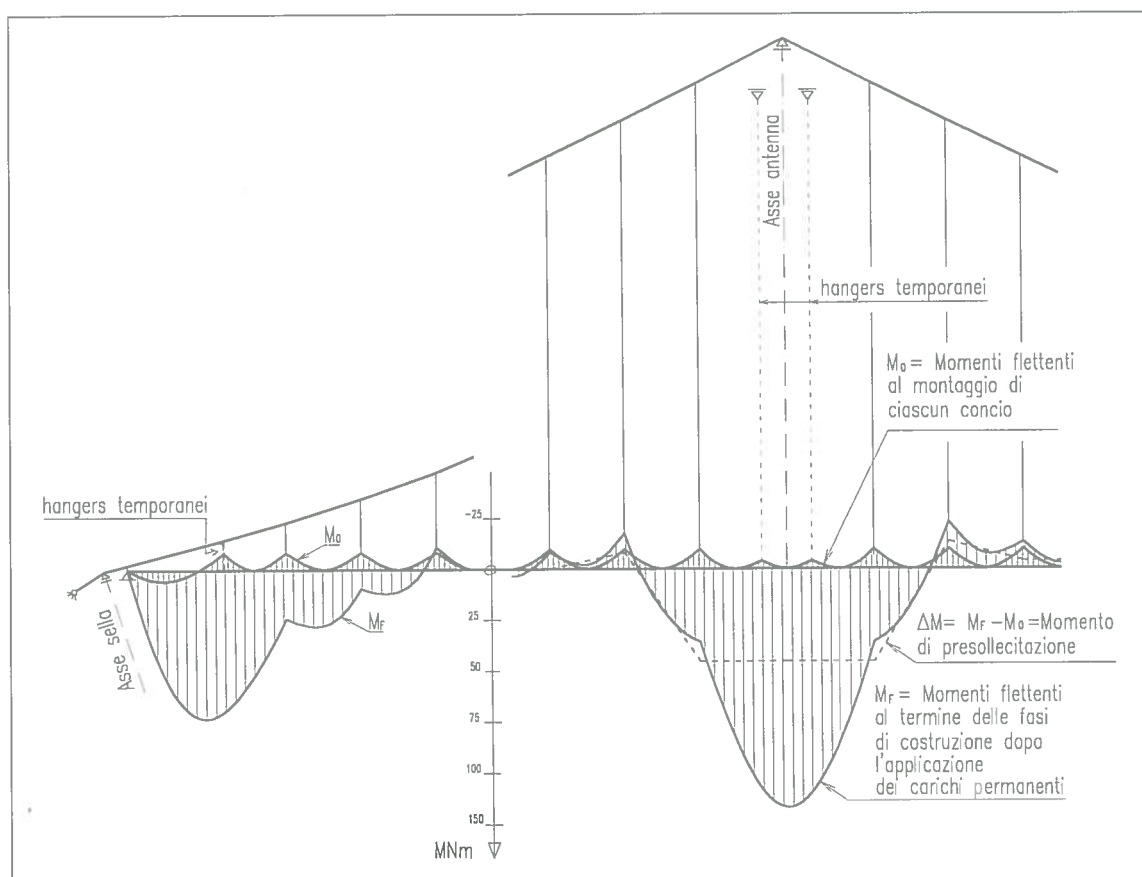 Asse antenna
hangers temporanei
M₀ = Momenti flettenti
al montaggio di
ciascun concio
hangers temporanei
M₀
-25
25
50
75
100
150
MNm
Asse sella
M_F
ΔM = M_F - M₀ = Momento
di presollecitazione
M_F = Momenti flettenti
al termine delle fasi
di costruzione dopo
l'applicazione
dei carichi permanenti